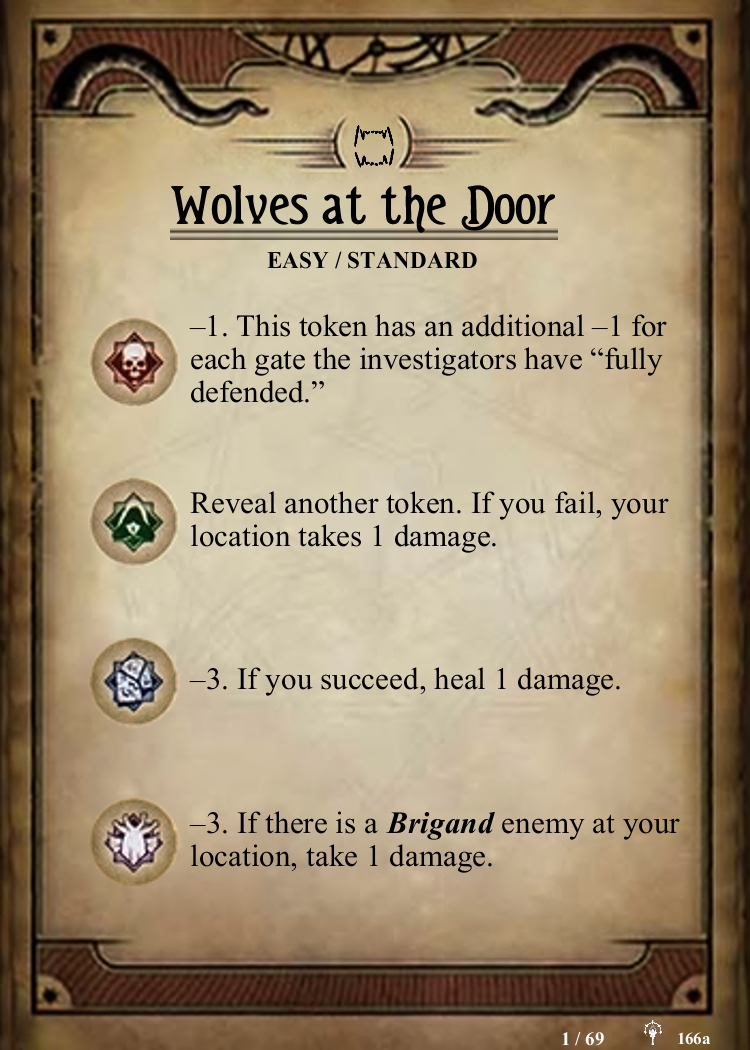 Wolves at the Door
EASY / STANDARD
–1. This token has an additional –1 for
each gate the investigators have “fully
defended.”
Reveal another token. If you fail, your
location takes 1 damage.
–3. If you succeed, heal 1 damage.
–3. If there is a Brigand enemy at your
location, take 1 damage.
1 / 69
166a